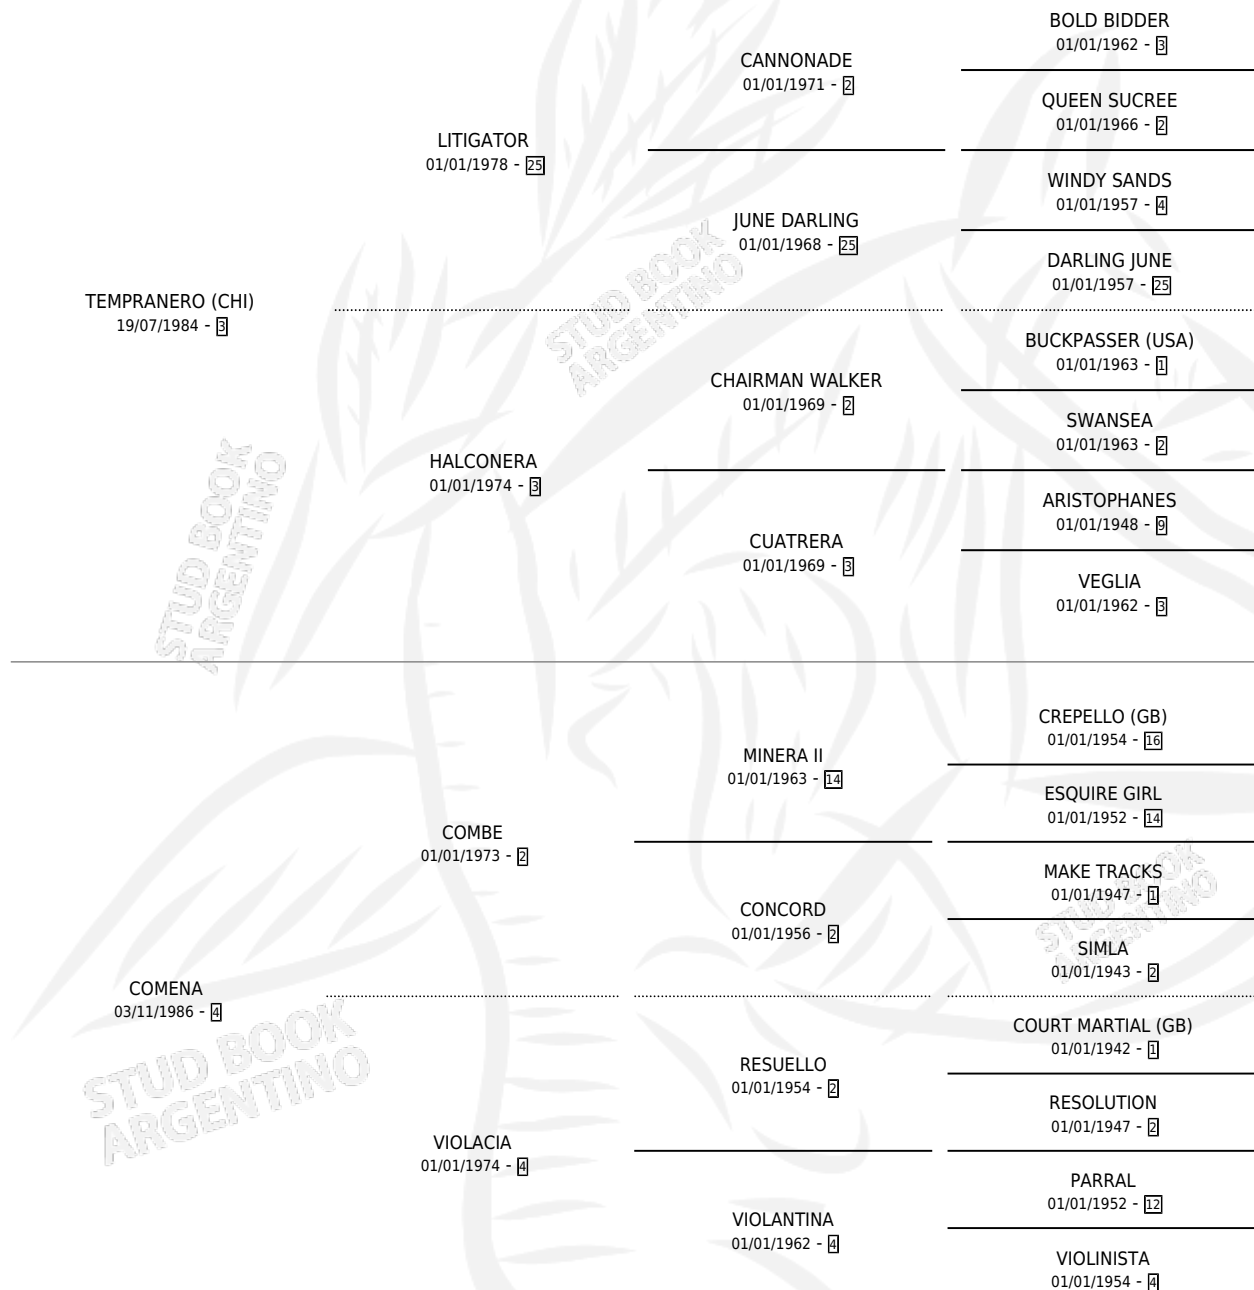 BOLD BIDDER
01/01/1962 - 3
CANNONADE
01/01/1971 - 2
QUEEN SUCREE
01/01/1966 - 2
LITIGATOR
01/01/1978 - 25
WINDY SANDS
01/01/1957 - 4
JUNE DARLING
01/01/1968 - 25
DARLING JUNE
01/01/1957 - 25
TEMPRANERO (CHI)
19/07/1984 - 3
STUD BOOK
ARGENTINO
BUCKPASSER (USA)
01/01/1963 - 1
CHAIRMAN WALKER
01/01/1969 - 2
SWANSEA
01/01/1963 - 2
HALCONERA
01/01/1974 - 3
ARISTOPHANES
01/01/1948 - 9
CUATRERA
01/01/1969 - 3
VEGLIA
01/01/1962 - 3
STUD BOOK
ARGENTINO
CREPELLO (GB)
01/01/1954 - 16
MINERA II
01/01/1963 - 14
ESQUIRE GIRL
01/01/1952 - 14
COMBE
01/01/1973 - 2
MAKE TRACKS
01/01/1947 - 1
CONCORD
01/01/1956 - 2
SIMLA
01/01/1943 - 2
STUD BOOK
ARGENTINO
COMENA
03/11/1986 - 4
STUD BOOK
ARGENTINO
COURT MARTIAL (GB)
01/01/1942 - 1
RESUELLO
01/01/1954 - 2
RESOLUTION
01/01/1947 - 2
VIOLACIA
01/01/1974 - 4
PARRAL
01/01/1952 - 12
VIOLANTINA
01/01/1962 - 4
VIOLINISTA
01/01/1954 - 4